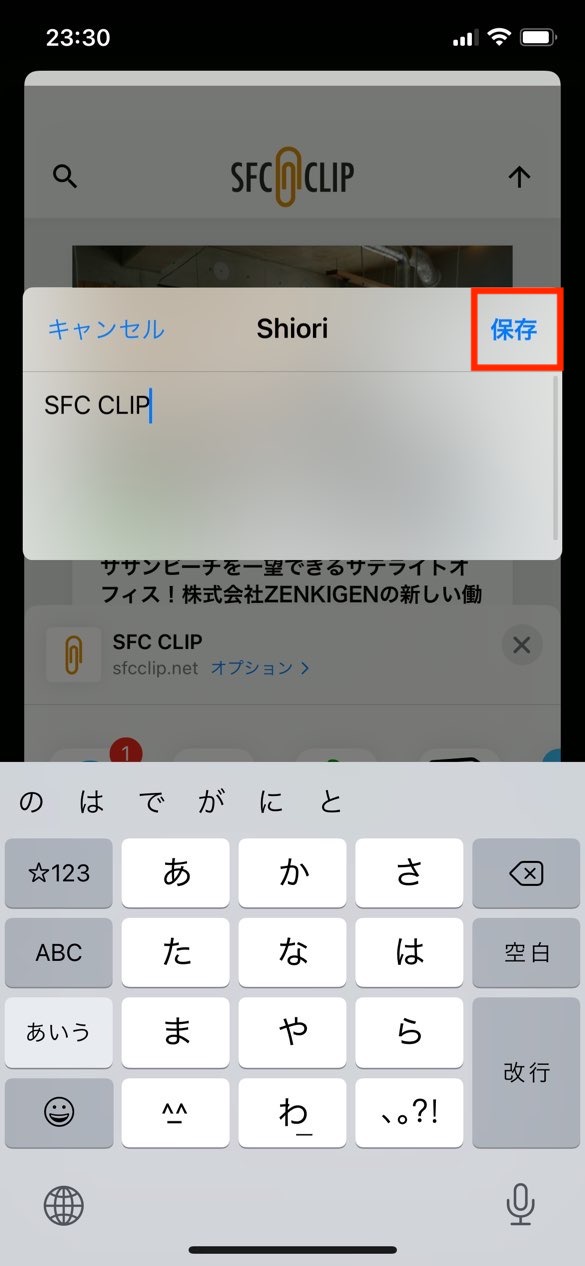 23:30
SFC CLIP
キャンセル Shiori 保存
SFC CLIP
ササンビーチを一望できるサテライトオ
フィス！株式会社ZENKIGENの新しい働
SFC CLIP
sfcclip.net オプション
1
の は で が に と
☆123 あ か さ
ABC た な は 空白
あいう ま や ら
改行
^^ わ 、。?!